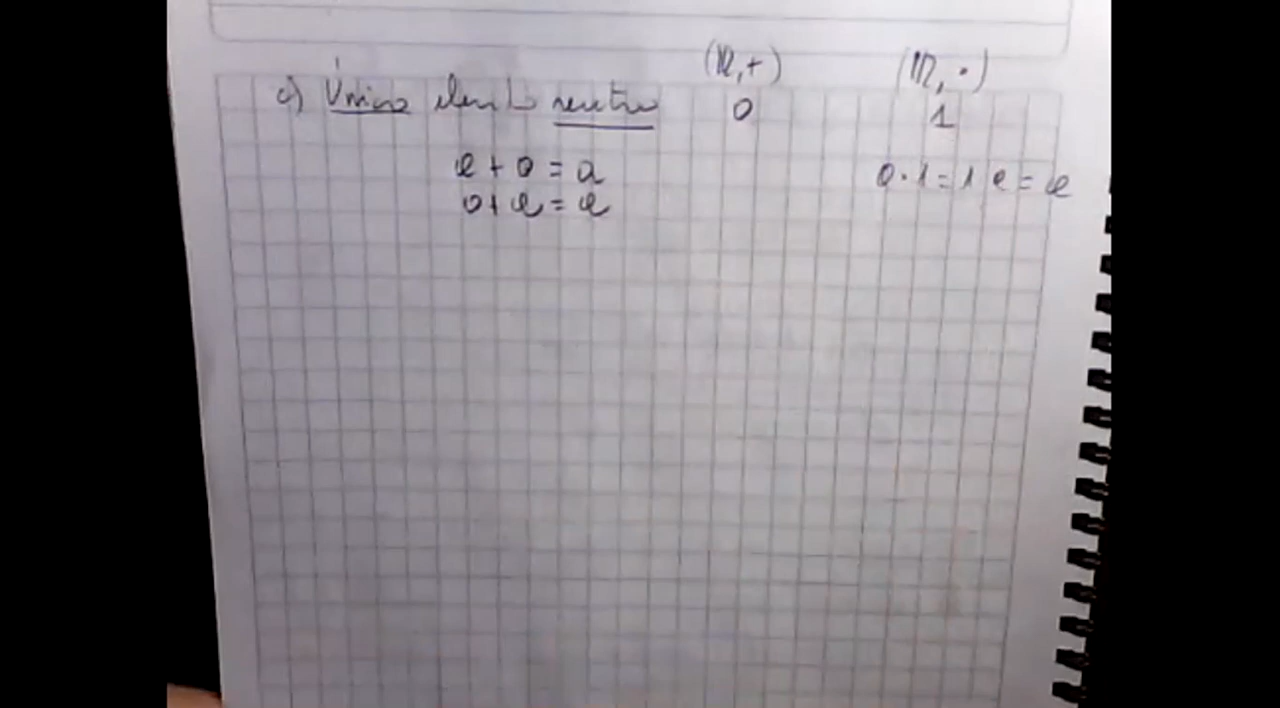 (R, +) (R, ·)
c) Único elemento neutro 0 1
a + 0 = a a · 1 = 1 a = a
0 + a = a